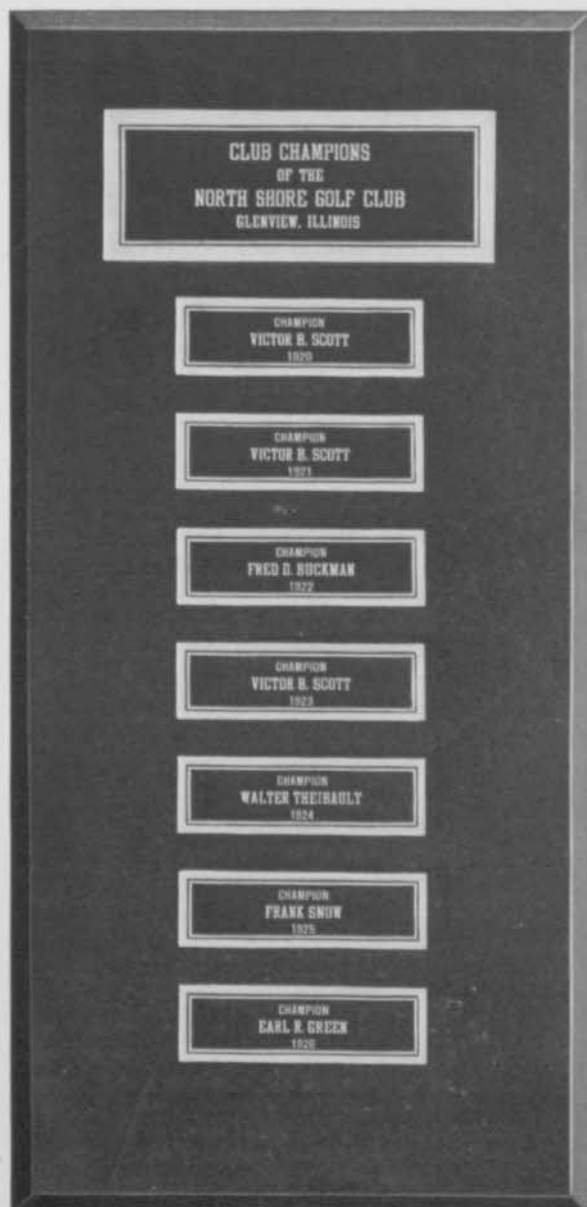 CLUB CHAMPIONS
OF THE
NORTH SHORE GOLF CLUB
GLENVIEW, ILLINOIS
CHAMPION
VICTOR B. SCOTT
1920
CHAMPION
VICTOR B. SCOTT
1921
CHAMPION
FRED D. BUCKMAN
1922
CHAMPION
VICTOR B. SCOTT
1923
CHAMPION
WALTER THEIBAULT
1924
CHAMPION
FRANK SNOW
1925
CHAMPION
EARL R. GREEN
1926